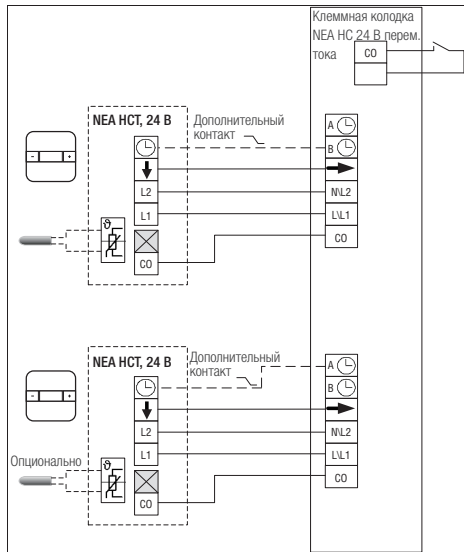 Клеммная колодка
NEA HC 24 В перем.
тока
CO
NEA HCT, 24 В
Дополнительный
контакт
A
B
- +
L2
N\L2
L1
L\L1
ϑ
CO
CO
NEA HCT, 24 В
Дополнительный
контакт
A
B
- +
L2
N\L2
L1
L\L1
Опционально
ϑ
CO
CO